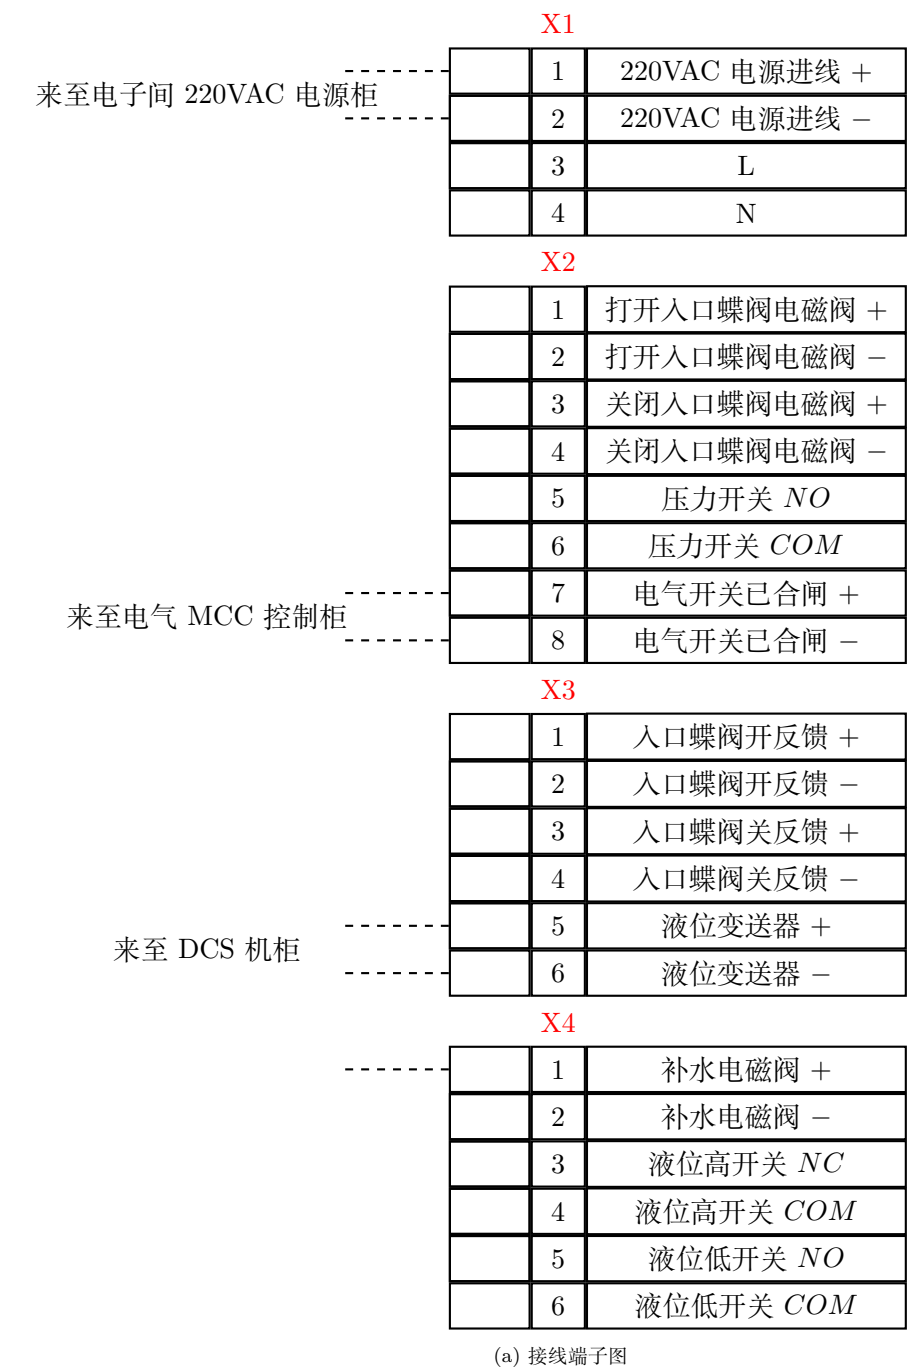 X1
1 220VAC 电源进线 +
来至电子间 220VAC 电源柜
2 220VAC 电源进线 −
3 L
4 N
X2
1 打开入口蝶阀电磁阀 +
2 打开入口蝶阀电磁阀 −
3 关闭入口蝶阀电磁阀 +
4 关闭入口蝶阀电磁阀 −
5 压力开关 NO
6 压力开关 COM
7 电气开关已合闸 +
来至电气 MCC 控制柜
8 电气开关已合闸 −
X3
1 入口蝶阀开反馈 +
2 入口蝶阀开反馈 −
3 入口蝶阀关反馈 +
4 入口蝶阀关反馈 −
5 液位变送器 +
来至 DCS 机柜
6 液位变送器 −
X4
1 补水电磁阀 +
2 补水电磁阀 −
3 液位高开关 NC
4 液位高开关 COM
5 液位低开关 NO
6 液位低开关 COM
(a) 接线端子图